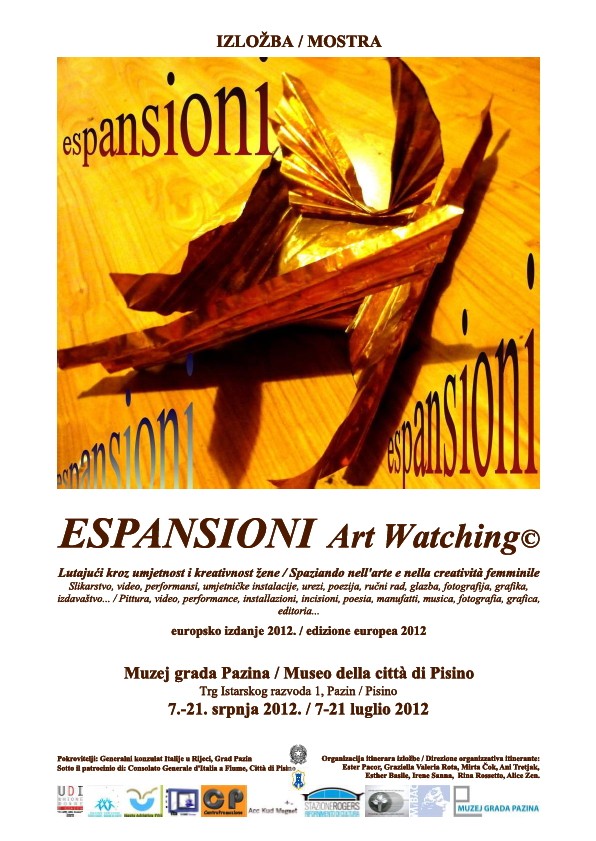 IZLOŽBA / MOSTRA
espansioni
espansioni
espansioni
ESPANSIONI Art Watching©
Lutajući kroz umjetnost i kreativnost žene / Spaziando nell'arte e nella creatività femminile
Slikarstvo, video, performansi, umjetničke instalacije, urezi, poezija, ručni rad, glazba, fotografija, grafika,
izdavaštvo... / Pittura, video, performance, installazioni, incisioni, poesia, manufatti, musica, fotografia, grafica,
editoria...
europsko izdanje 2012. / edizione europea 2012
Muzej grada Pazina / Museo della città di Pisino
Trg Istarskog razvoda 1, Pazin / Pisino
7.-21. srpnja 2012. / 7-21 luglio 2012
Pokrovitelji: Generalni konzulat Italije u Rijeci, Grad Pazin
Sotto il patrocinio di: Consolato Generale d'Italia a Fiume, Città di Pisino
Organizacija itinerara izložbe / Direzione organizzativa itinerante:
Ester Pacor, Graziella Valeria Rota, Mirta Čok, Ani Tretjak,
Esther Basile, Irene Sanna, Rina Rossetto, Alice Zen.
UDI
CP
CentroPromozione
STAZIONE ROGERS
MIBAC
MUZEJ GRADA PAZINA